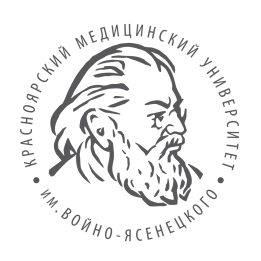 КРАСНОЯРСКИЙ МЕДИЦИНСКИЙ УНИВЕРСИТЕТ
ИМ. ВОЙНО-ЯСЕНЕЦКОГО